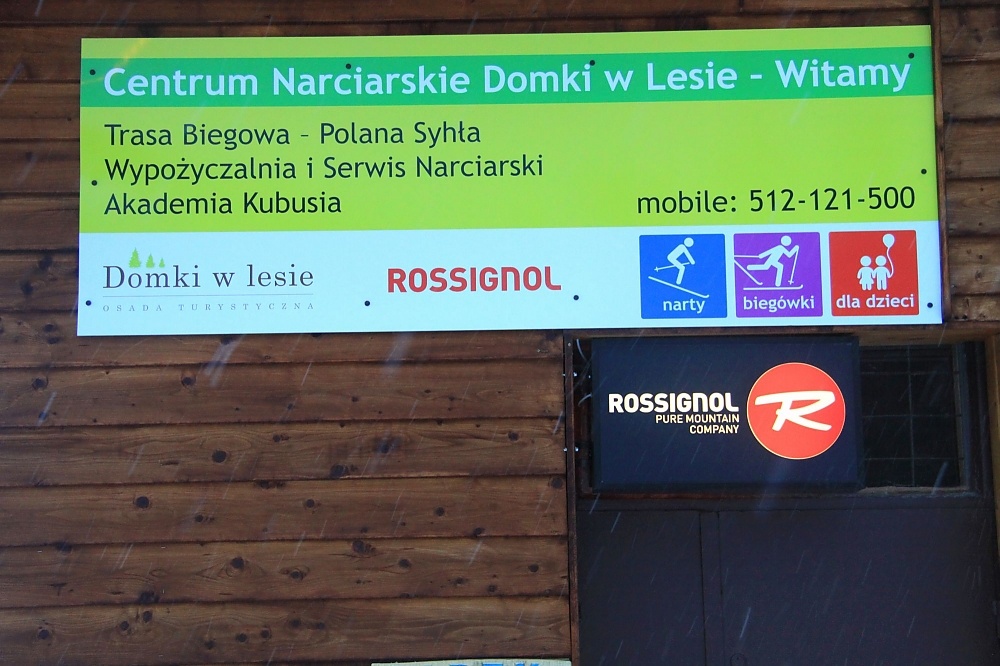 Centrum Narciarskie Domki w Lesie - Witamy
Trasa Biegowa - Polana Syhła
Wypożyczalnia i Serwis Narciarski
Akademia Kubusia
mobile: 512-121-500
Domki w lesie
OSADA TURYSTYCZNA
ROSSIGNOL
narty
biegówki
dla dzieci
ROSSIGNOL
PURE MOUNTAIN
COMPANY
R